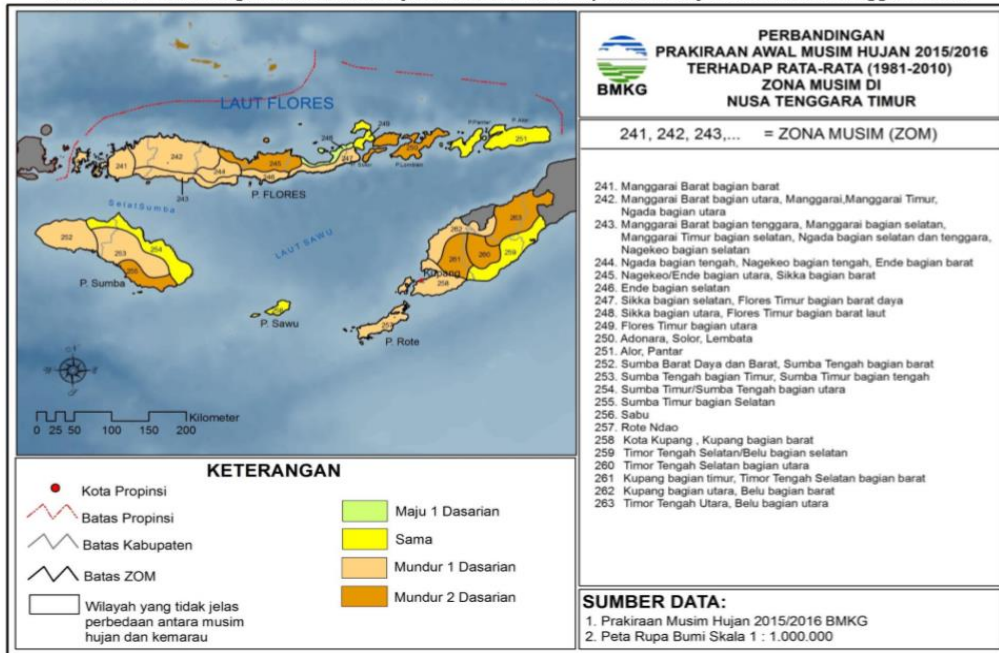 LAUT FLORES
P. Pantar
P. Alor
249
251
248
250
241
242
245
247
P. Lomblen
246
P. FLORES
243
SelatSumba
LAUT SAWU
252
254
253
255
P. Sumba
263
262
260
259
261
Kupang
258
P. Sawu
257
P. Rote
Kilometer
0 25 50 100 150 200
BMKG
PERBANDINGAN
PRAKIRAAN AWAL MUSIM HUJAN 2015/2016
TERHADAP RATA-RATA (1981-2010)
ZONA MUSIM DI
NUSA TENGGARA TIMUR
241, 242, 243,... = ZONA MUSIM (ZOM)
241. Manggarai Barat bagian barat
242. Manggarai Barat bagian utara, Manggarai,Manggarai Timur,
Ngada bagian utara
243. Manggarai Barat bagian tenggara, Manggarai bagian selatan,
Manggarai Timur bagian selatan, Ngada bagian selatan dan tenggara,
Nagekeo bagian selatan
244. Ngada bagian tengah, Nagekeo bagian tengah, Ende bagian barat
245. Nagekeo/Ende bagian utara, Sikka bagian barat
246. Ende bagian selatan
247. Sikka bagian selatan, Flores Timur bagian barat daya
248. Sikka bagian utara, Flores Timur bagian barat laut
249. Flores Timur bagian utara
250. Adonara, Solor, Lembata
251. Alor, Pantar
252. Sumba Barat Daya dan Barat, Sumba Tengah bagian barat
253. Sumba Tengah bagian Timur, Sumba Timur bagian tengah
254. Sumba Timur/Sumba Tengah bagian utara
255. Sumba Timur bagian Selatan
256. Sabu
257. Rote Ndao
258 Kota Kupang , Kupang bagian barat
259 Timor Tengah Selatan/Belu bagian selatan
260 Timor Tengah Selatan bagian utara
261 Kupang bagian timur, Timor Tengah Selatan bagian barat
262 Kupang bagian utara, Belu bagian barat
263 Timor Tengah Utara, Belu bagian utara
KETERANGAN
Kota Propinsi
Batas Propinsi
Batas Kabupaten
Batas ZOM
Wilayah yang tidak jelas
perbedaan antara musim
hujan dan kemarau
Maju 1 Dasarian
Sama
Mundur 1 Dasarian
Mundur 2 Dasarian
SUMBER DATA:
1. Prakiraan Musim Hujan 2015/2016 BMKG
2. Peta Rupa Bumi Skala 1 : 1.000.000